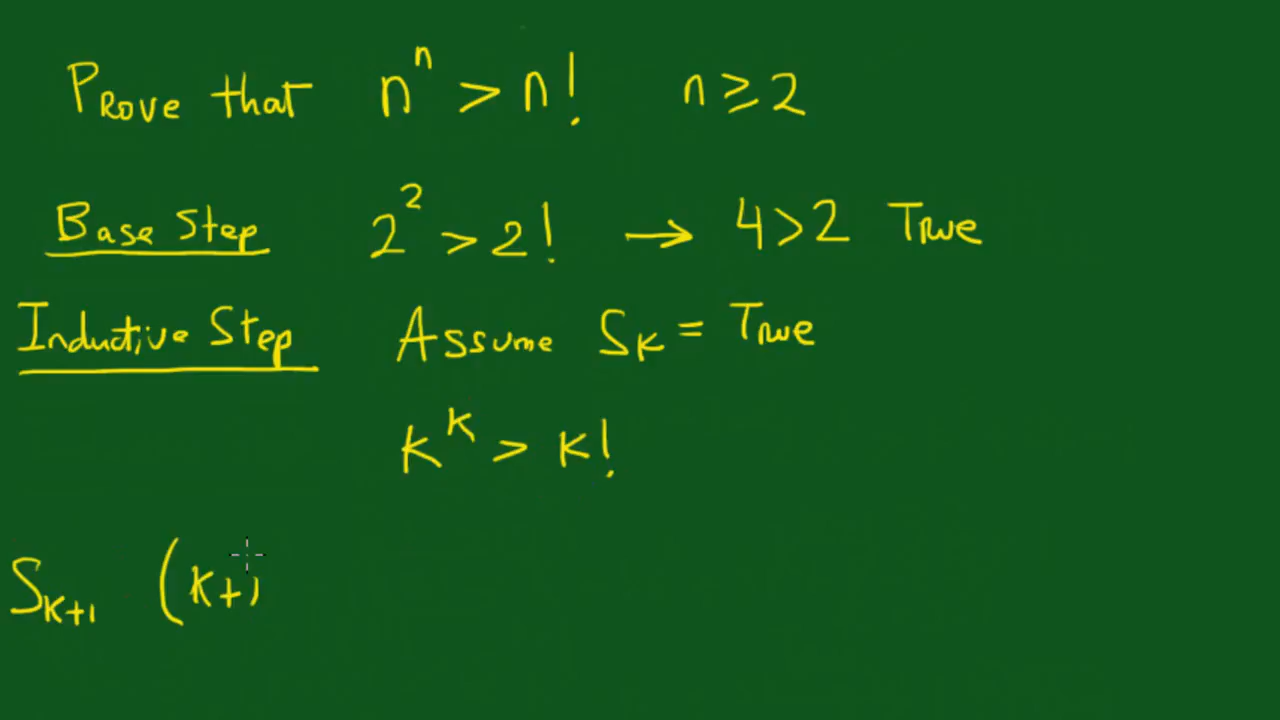 Prove that n^n > n! n ≥ 2
Base Step 2^2 > 2! → 4 > 2 True
Inductive Step Assume S_K = True
K^K > K!
S_K+1 (K+1